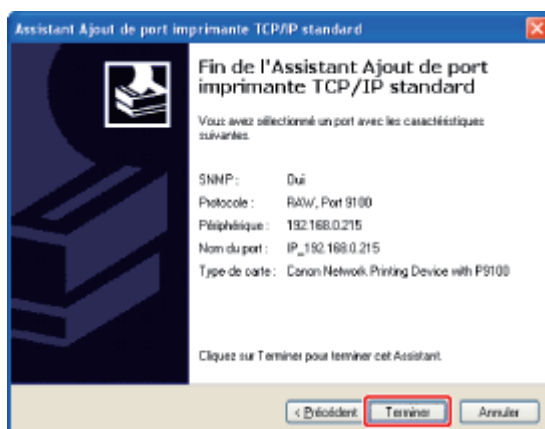 Assistant Ajout de port imprimante TCP/IP standard
Fin de l'Assistant Ajout de port
imprimante TCP/IP standard
Vous avez sélectionné un port avec les caractéristiques
suivantes.
SNMP : Oui
Protocole : RAW, Port 9100
Périphérique : 192.168.0.215
Nom du port : IP_192.168.0.215
Type de carte : Canon Network Printing Device with P9100
Cliquez sur Terminer pour terminer cet Assistant.
< Précédent Terminer Annuler